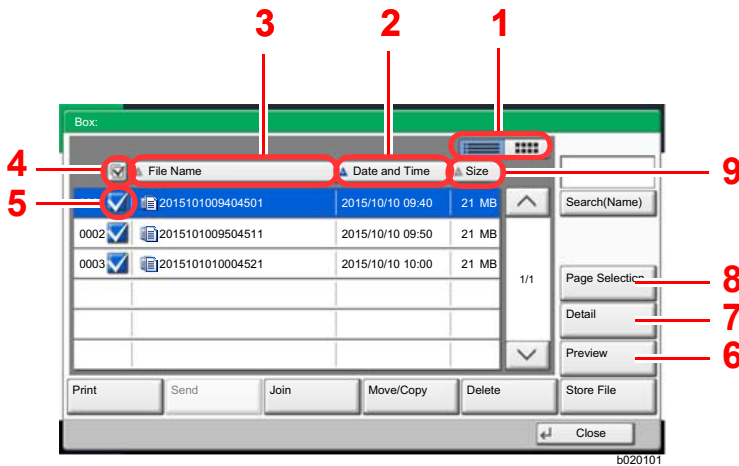 3 2 1
Box:
4 File Name Date and Time Size 9
5 2015101009404501 2015/10/10 09:40 21 MB Search(Name)
0002 2015101009504511 2015/10/10 09:50 21 MB
0003 2015101010004521 2015/10/10 10:00 21 MB
1/1 Page Selection 8
Detail 7
Preview 6
Print Send Join Move/Copy Delete Store File
Close
b020101